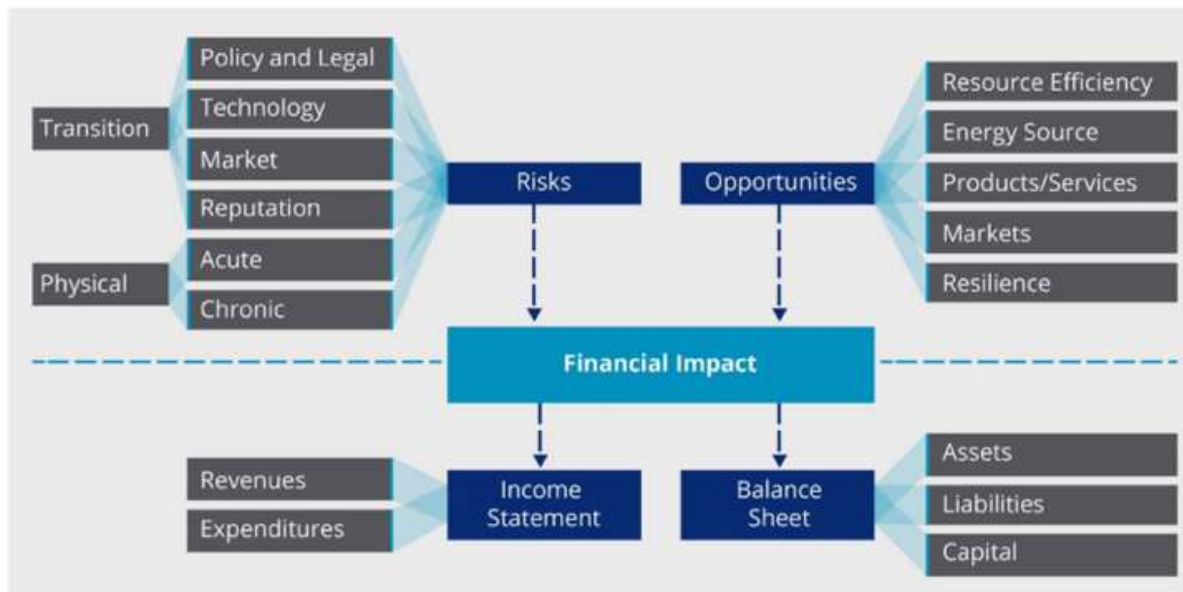 Transition
Policy and Legal
Technology
Market
Reputation
Physical
Acute
Chronic
Risks
Opportunities
Resource Efficiency
Energy Source
Products/Services
Markets
Resilience
Financial Impact
Revenues
Expenditures
Income
Statement
Balance
Sheet
Assets
Liabilities
Capital